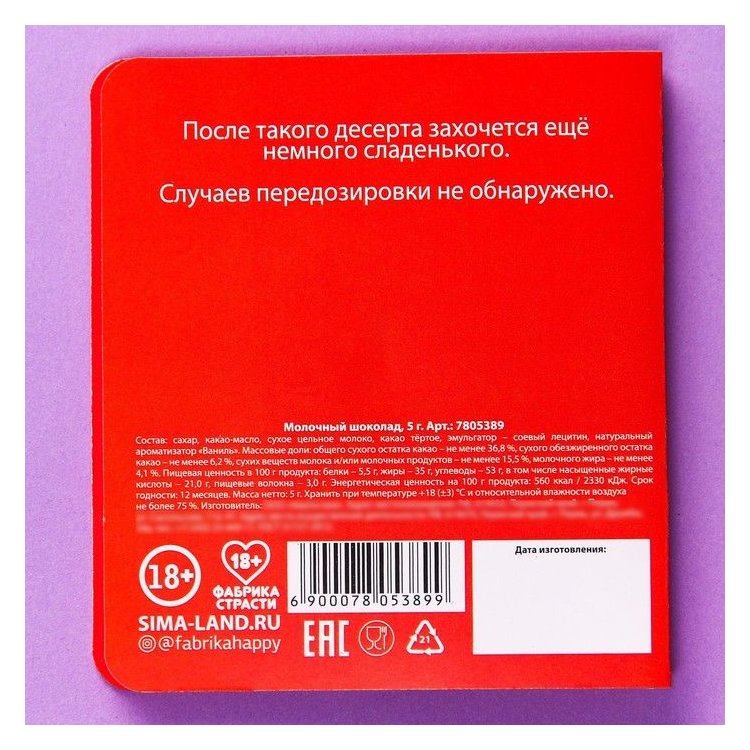 После такого десерта захочется ещё
немного сладенького.
Случаев передозировки не обнаружено.
Молочный шоколад, 5 г. Арт.: 7805389
Состав: сахар, какао-масло, сухое цельное молоко, какао тёртое, эмульгатор – соевый лецитин, натуральный
ароматизатор «Ваниль». Массовые доли: общего сухого остатка какао – не менее 36,8 %, сухого обезжиренного остатка
какао – не менее 6,2 %, сухих веществ молока и/или молочных продуктов – не менее 15,5 %, молочного жира – не менее
4,1 %. Пищевая ценность в 100 г продукта: белки – 5,5 г, жиры – 35 г, углеводы – 53 г, в том числе насыщенные жирные
кислоты – 21,0 г, пищевые волокна – 3,0 г. Энергетическая ценность на 100 г продукта: 560 ккал / 2330 кДж. Срок
годности: 12 месяцев. Масса нетто: 5 г. Хранить при температуре +18 (±3) °С и относительной влажности воздуха
не более 75 %. Изготовитель:
18+
18+
ФАБРИКА
СТРАСТИ
SIMA-LAND.RU
@fabrikahappy
6 900078 053899
EAC
21
Дата изготовления: